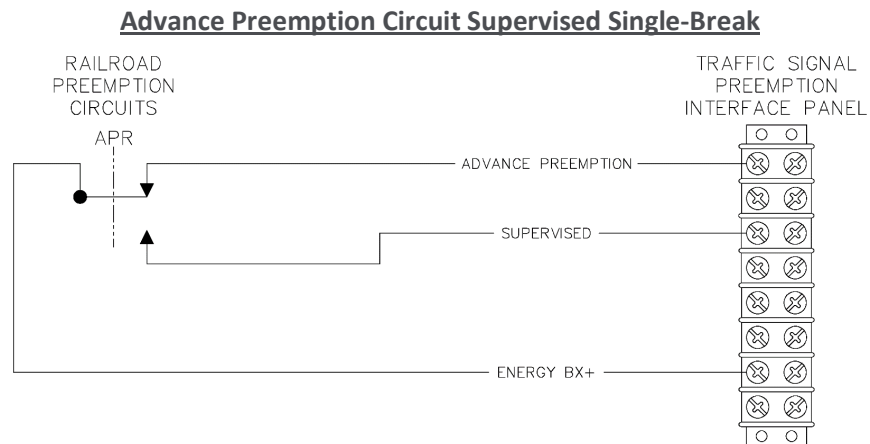 Advance Preemption Circuit Supervised Single-Break
RAILROAD
PREEMPTION
CIRCUITS
APR
TRAFFIC SIGNAL
PREEMPTION
INTERFACE PANEL
ADVANCE PREEMPTION
SUPERVISED
ENERGY BX+